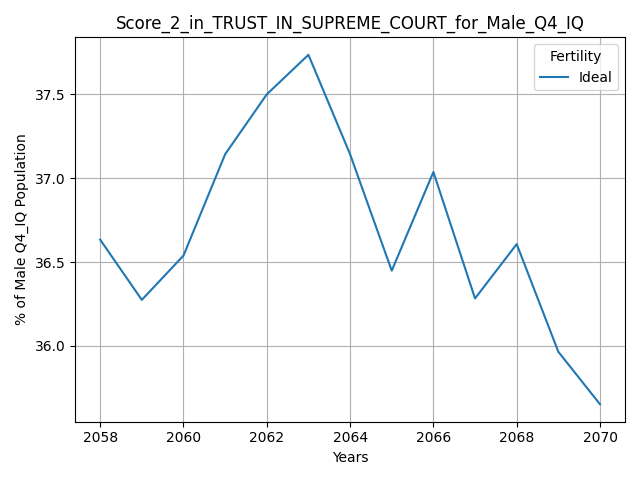 Score_2_in_TRUST_IN_SUPREME_COURT_for_Male_Q4_IQ
Fertility
Ideal
37.5
37.0
36.5
36.0
% of Male Q4_IQ Population
2058 2060 2062 2064 2066 2068 2070
Years